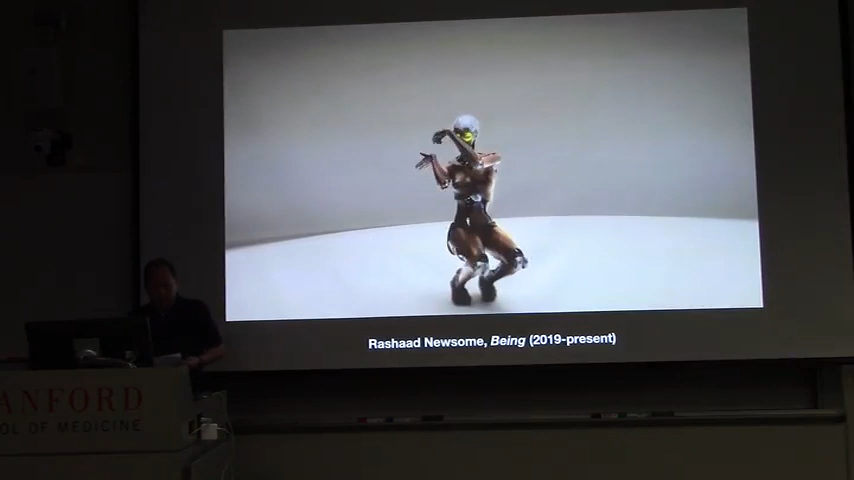 Rashaad Newsome, Being (2019-present)
ANFORD
OL OF MEDICINE